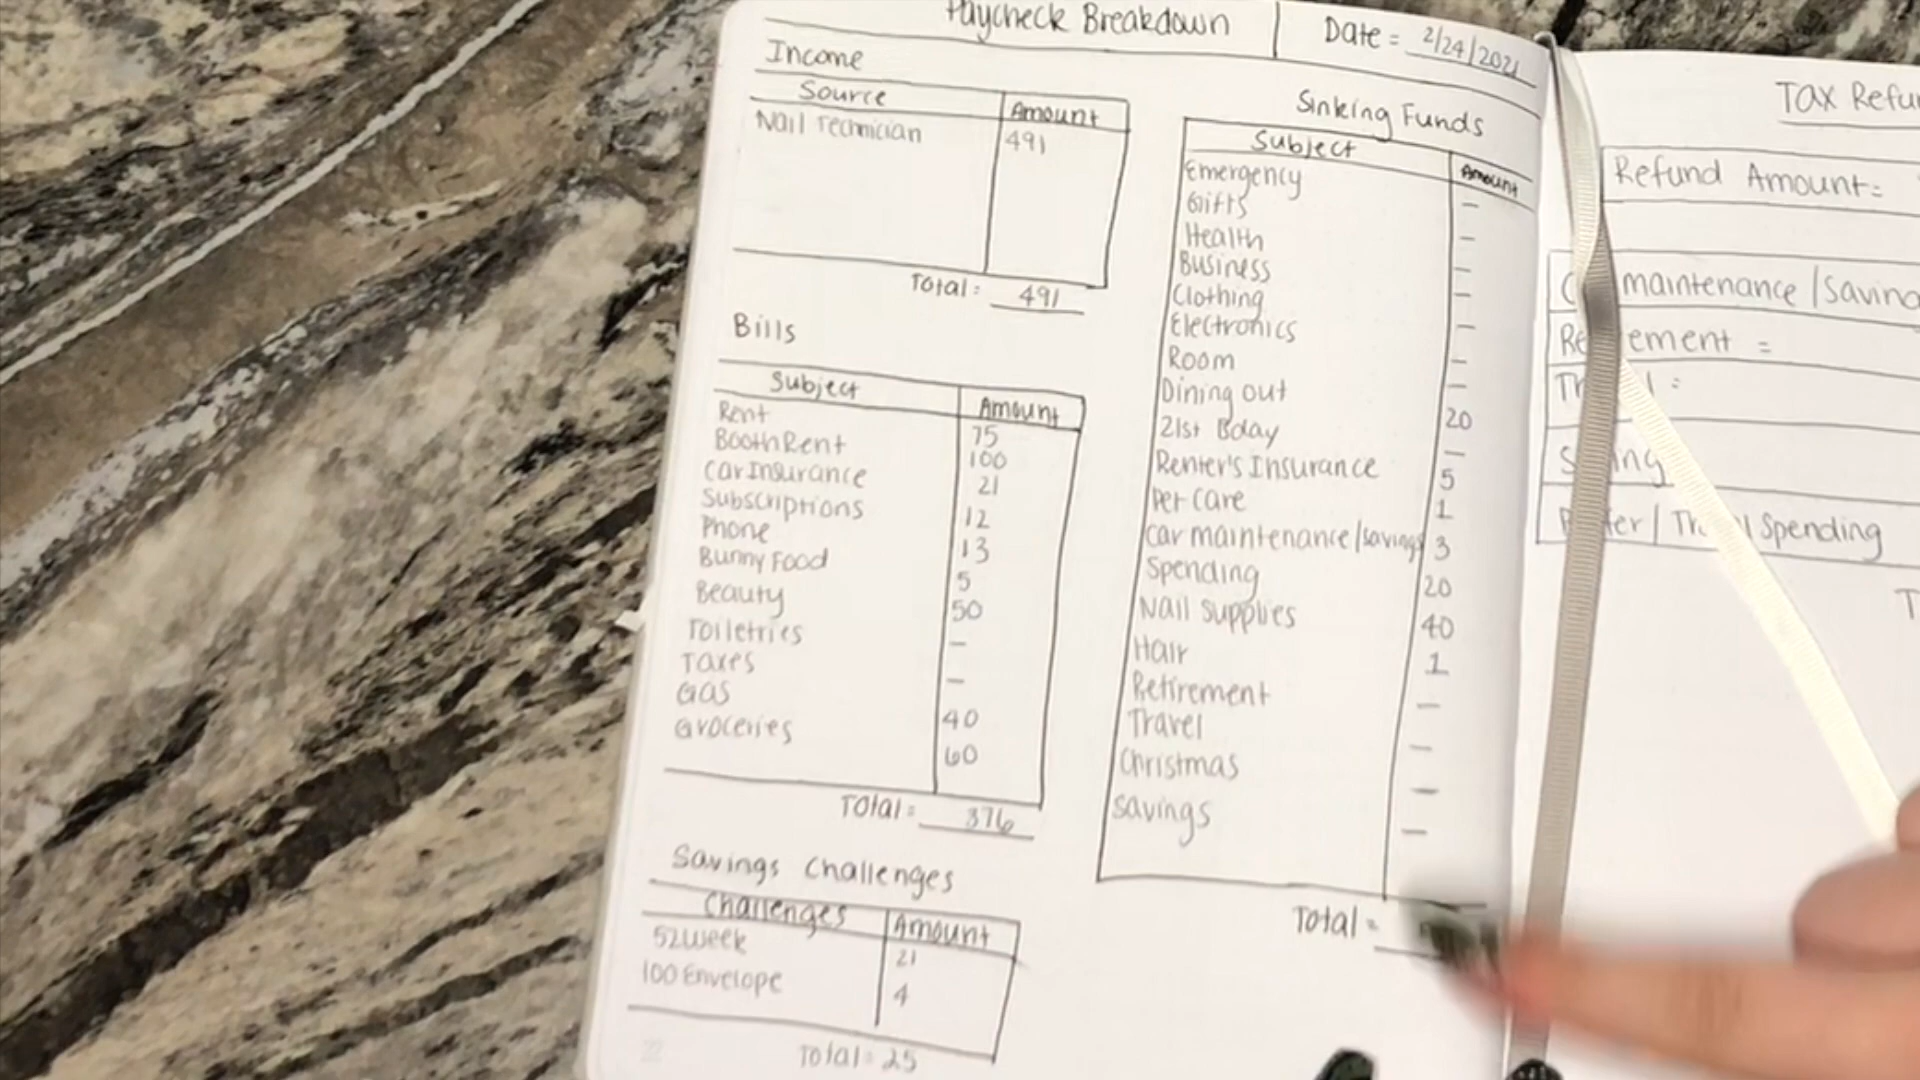 Paycheck Breakdown
Date = 2/24/2021
Income
Source Amount
Nail Technician 491
Total = 491
Bills
Subject Amount
Rent 75
Booth Rent 100
Car Insurance 21
Subscriptions 12
Phone 13
Bunny Food 5
Beauty 50
Toiletries —
Taxes —
Gas 40
Groceries 60
Total = 376
Savings Challenges
Challenges Amount
52 Week 21
100 Envelope 4
Total = 25
22
Sinking Funds
Subject Amount
Emergency —
Gifts —
Health —
Business —
Clothing —
Electronics —
Room —
Dining out 20
21st Bday —
Renter's Insurance 5
Pet Care 1
Car maintenance/savings 3
Spending 20
Nail Supplies 40
Hair 1
Retirement —
Travel —
Christmas —
Savings —
Total =
Tax
Refund Amount =
maintenance |
=
Spending